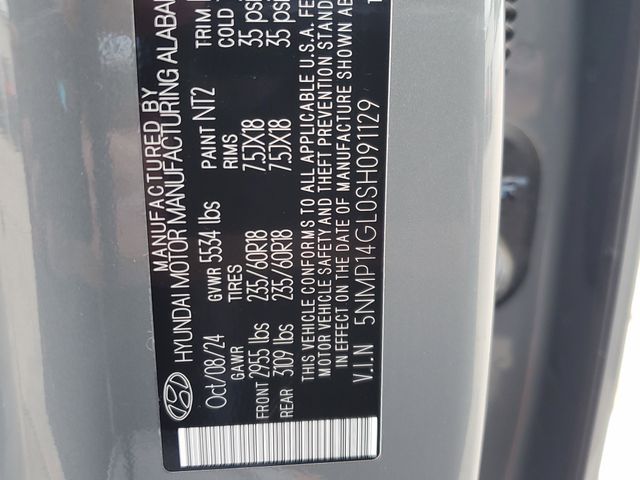 MANUFACTURED BY
HYUNDAI MOTOR MANUFACTURING ALABAMA
Oct/08/24 GVWR 5534 lbs PAINT NT2 TRIM
GAWR TIRES RIMS COLD
FRONT 2955 lbs 235/60R18 7.5JX18 35 psi
REAR 3109 lbs 235/60R18 7.5JX18 35 psi
THIS VEHICLE CONFORMS TO ALL APPLICABLE U.S.A. FE
MOTOR VEHICLE SAFETY AND THEFT PREVENTION STAND
IN EFFECT ON THE DATE OF MANUFACTURE SHOWN AB
V.I.N 5NMP14GL0SH091129